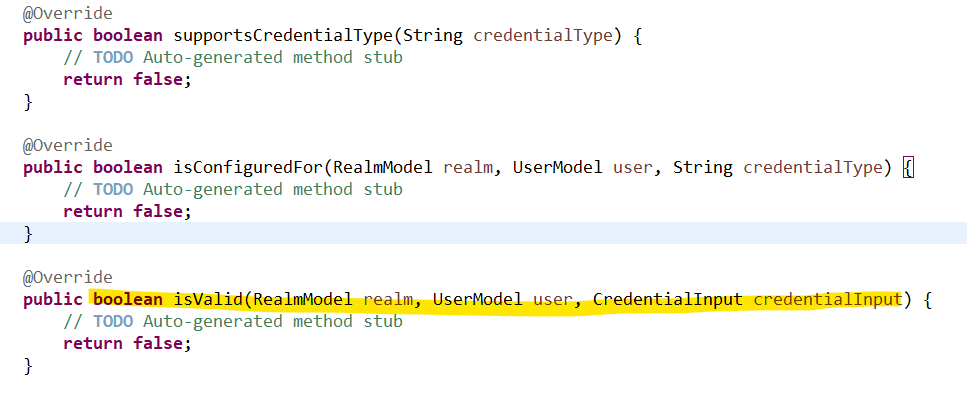 @Override
public boolean supportsCredentialType(String credentialType) {
// TODO Auto-generated method stub
return false;
}
@Override
public boolean isConfiguredFor(RealmModel realm, UserModel user, String credentialType) {
// TODO Auto-generated method stub
return false;
}
@Override
public boolean isValid(RealmModel realm, UserModel user, CredentialInput credentialInput) {
// TODO Auto-generated method stub
return false;
}